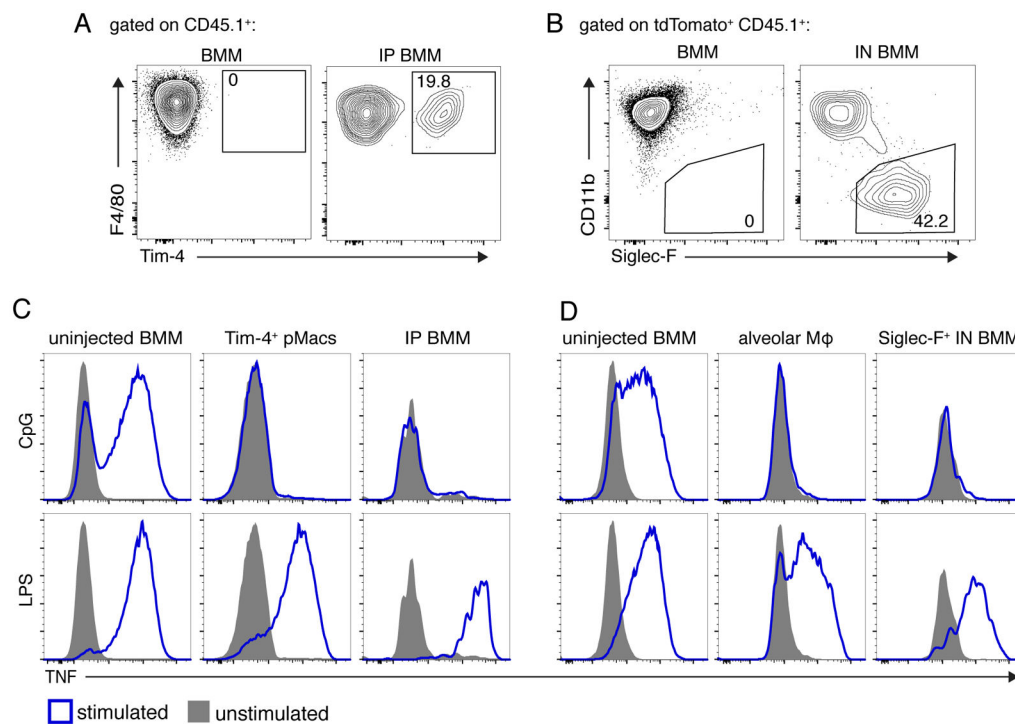 A gated on CD45.1⁺:
BMM
IP BMM
0
19.8
F4/80
Tim-4
B gated on tdTomato⁺ CD45.1⁺:
BMM
IN BMM
0
42.2
CD11b
Siglec-F
C
uninjected BMM
Tim-4⁺ pMacs
IP BMM
D
uninjected BMM
alveolar Mϕ
Siglec-F⁺ IN BMM
CpG
LPS
TNF
stimulated
unstimulated